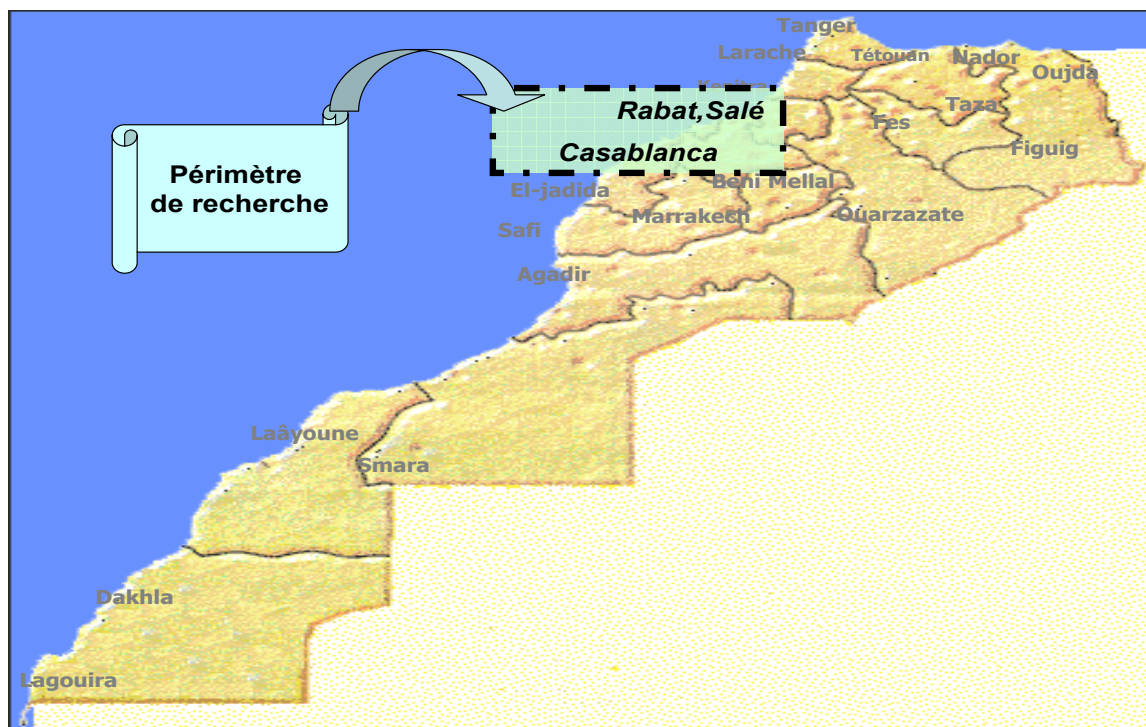 Tanger
Larache
Tétouan
Nador
Oujda
Kenitra
Rabat,Salé
Taza
Fes
Casablanca
Figuig
Périmètre
de recherche
El-jadida
Beni Mellal
Marrakech
Ouarzazate
Safi
Agadir
Laâyoune
Smara
Dakhla
Lagouira